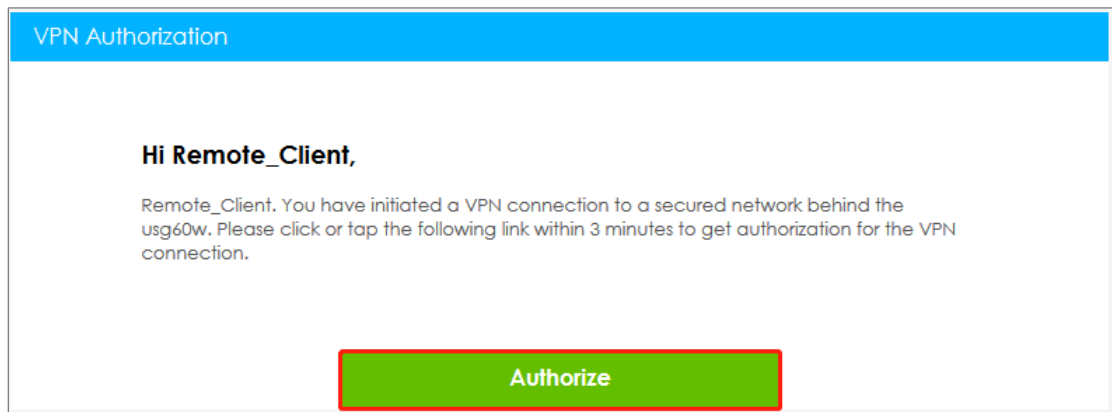 VPN Authorization
Hi Remote_Client,
Remote_Client. You have initiated a VPN connection to a secured network behind the
usg60w. Please click or tap the following link within 3 minutes to get authorization for the VPN
connection.
Authorize